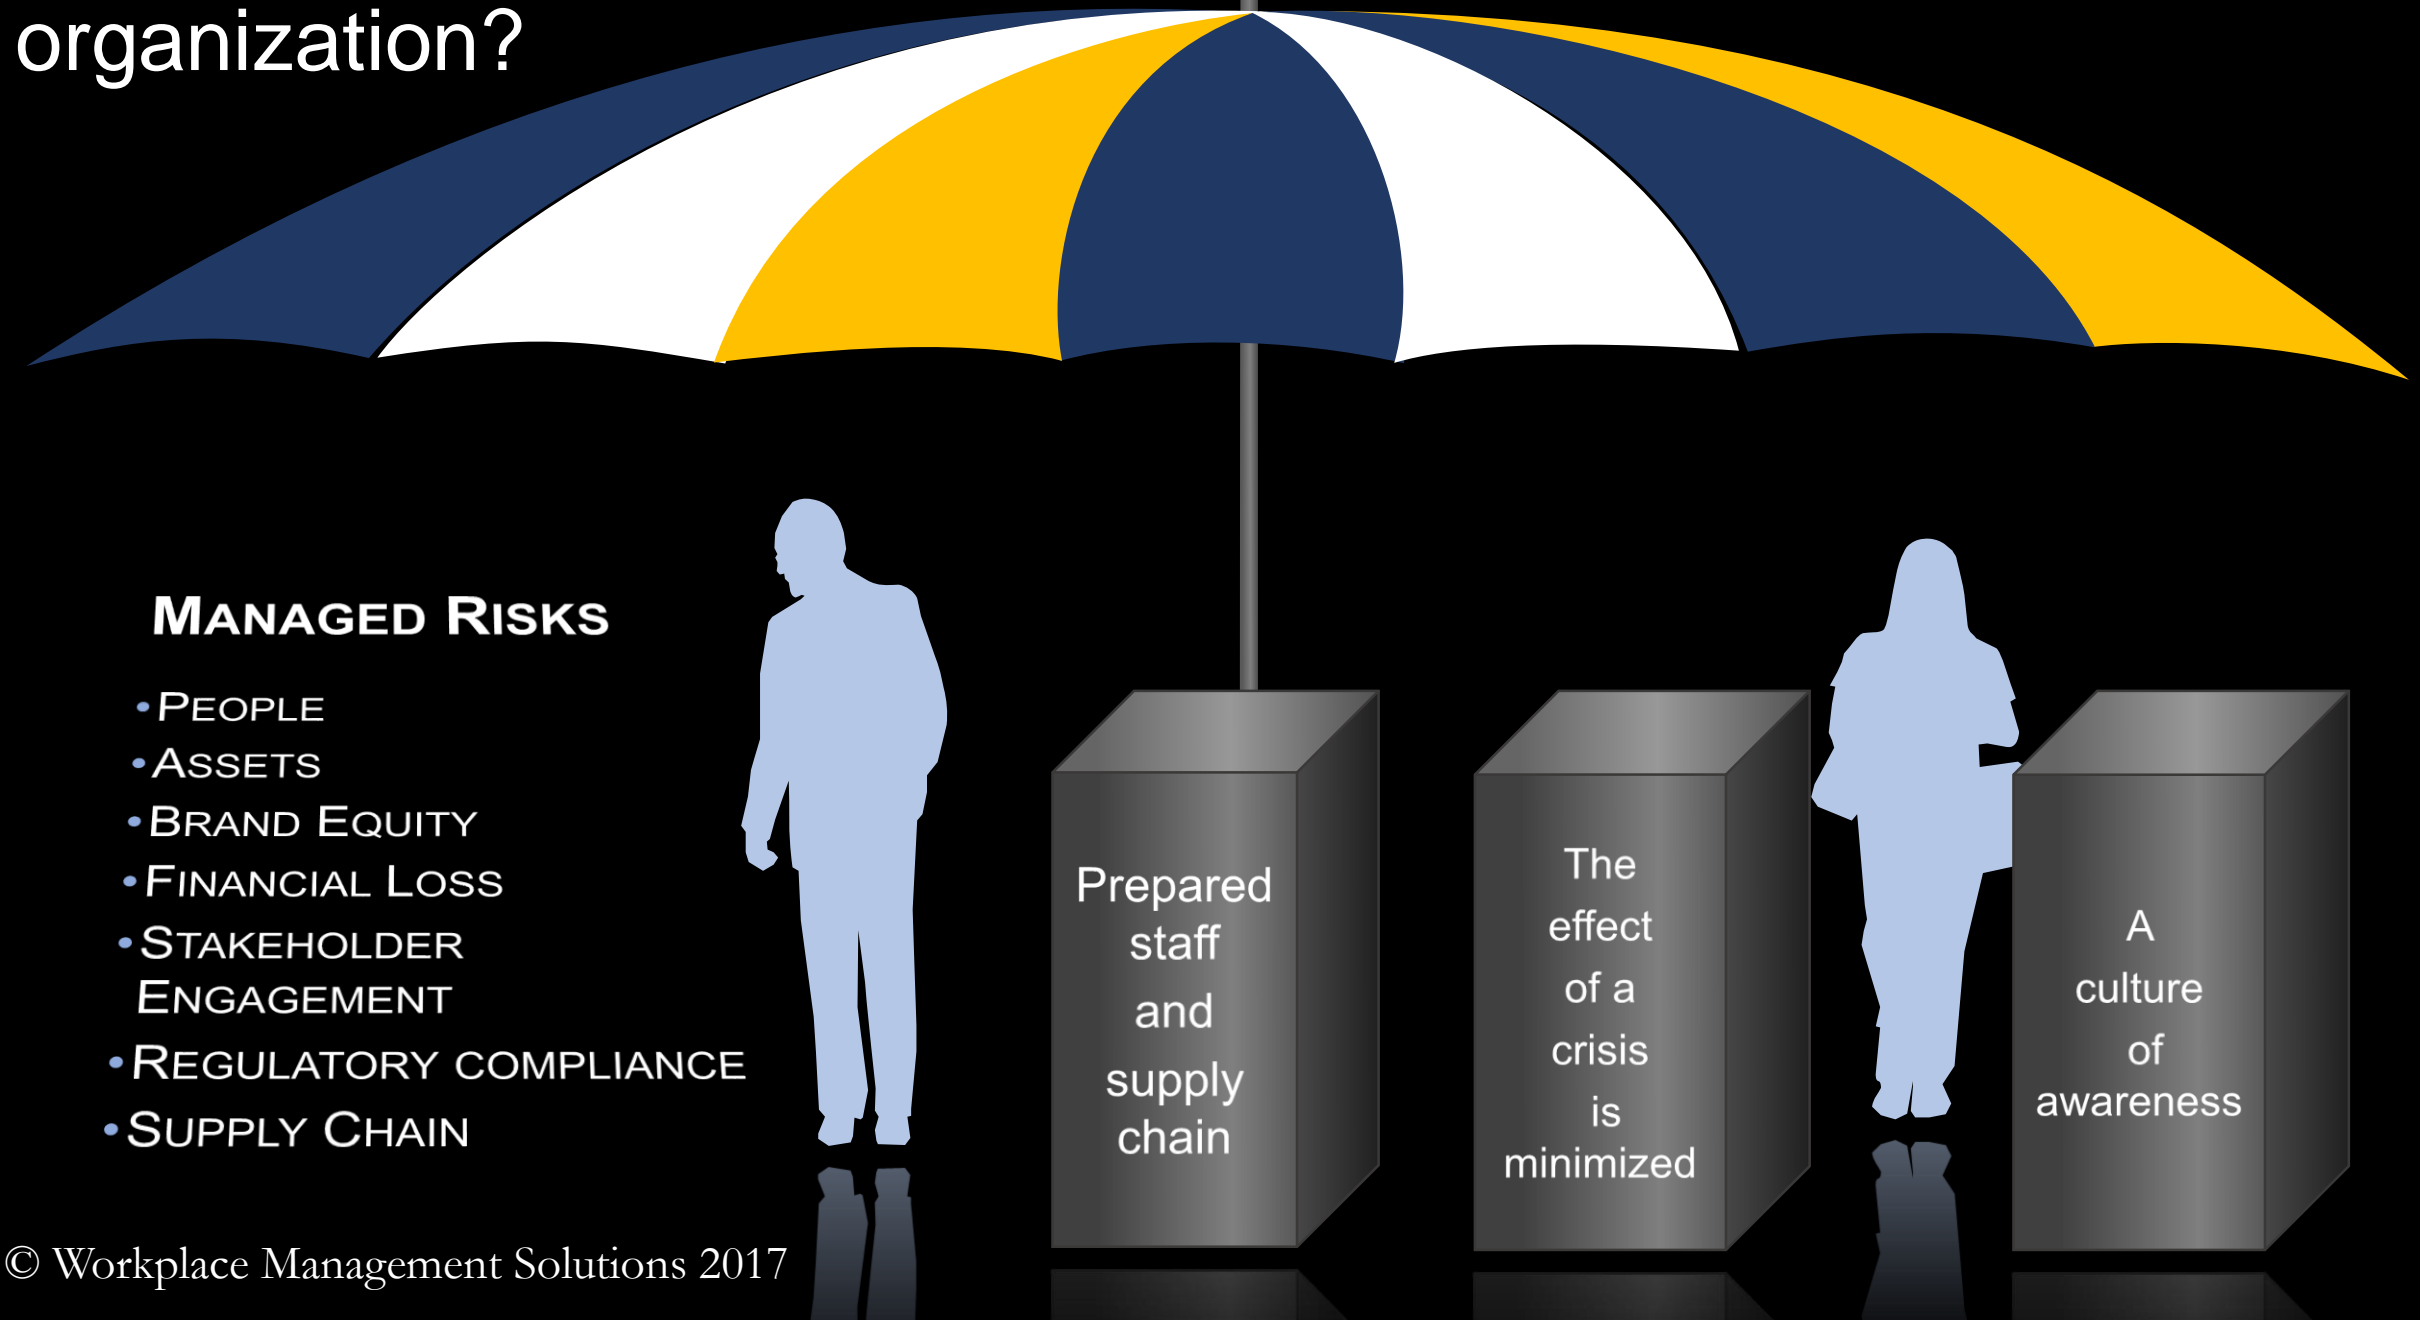 organization?
MANAGED RISKS
•PEOPLE
•ASSETS
•BRAND EQUITY
•FINANCIAL LOSS
•STAKEHOLDER
ENGAGEMENT
•REGULATORY COMPLIANCE
•SUPPLY CHAIN
Prepared
staff
and
supply
chain
The
effect
of a
crisis
is
minimized
A
culture
of
awareness
© Workplace Management Solutions 2017